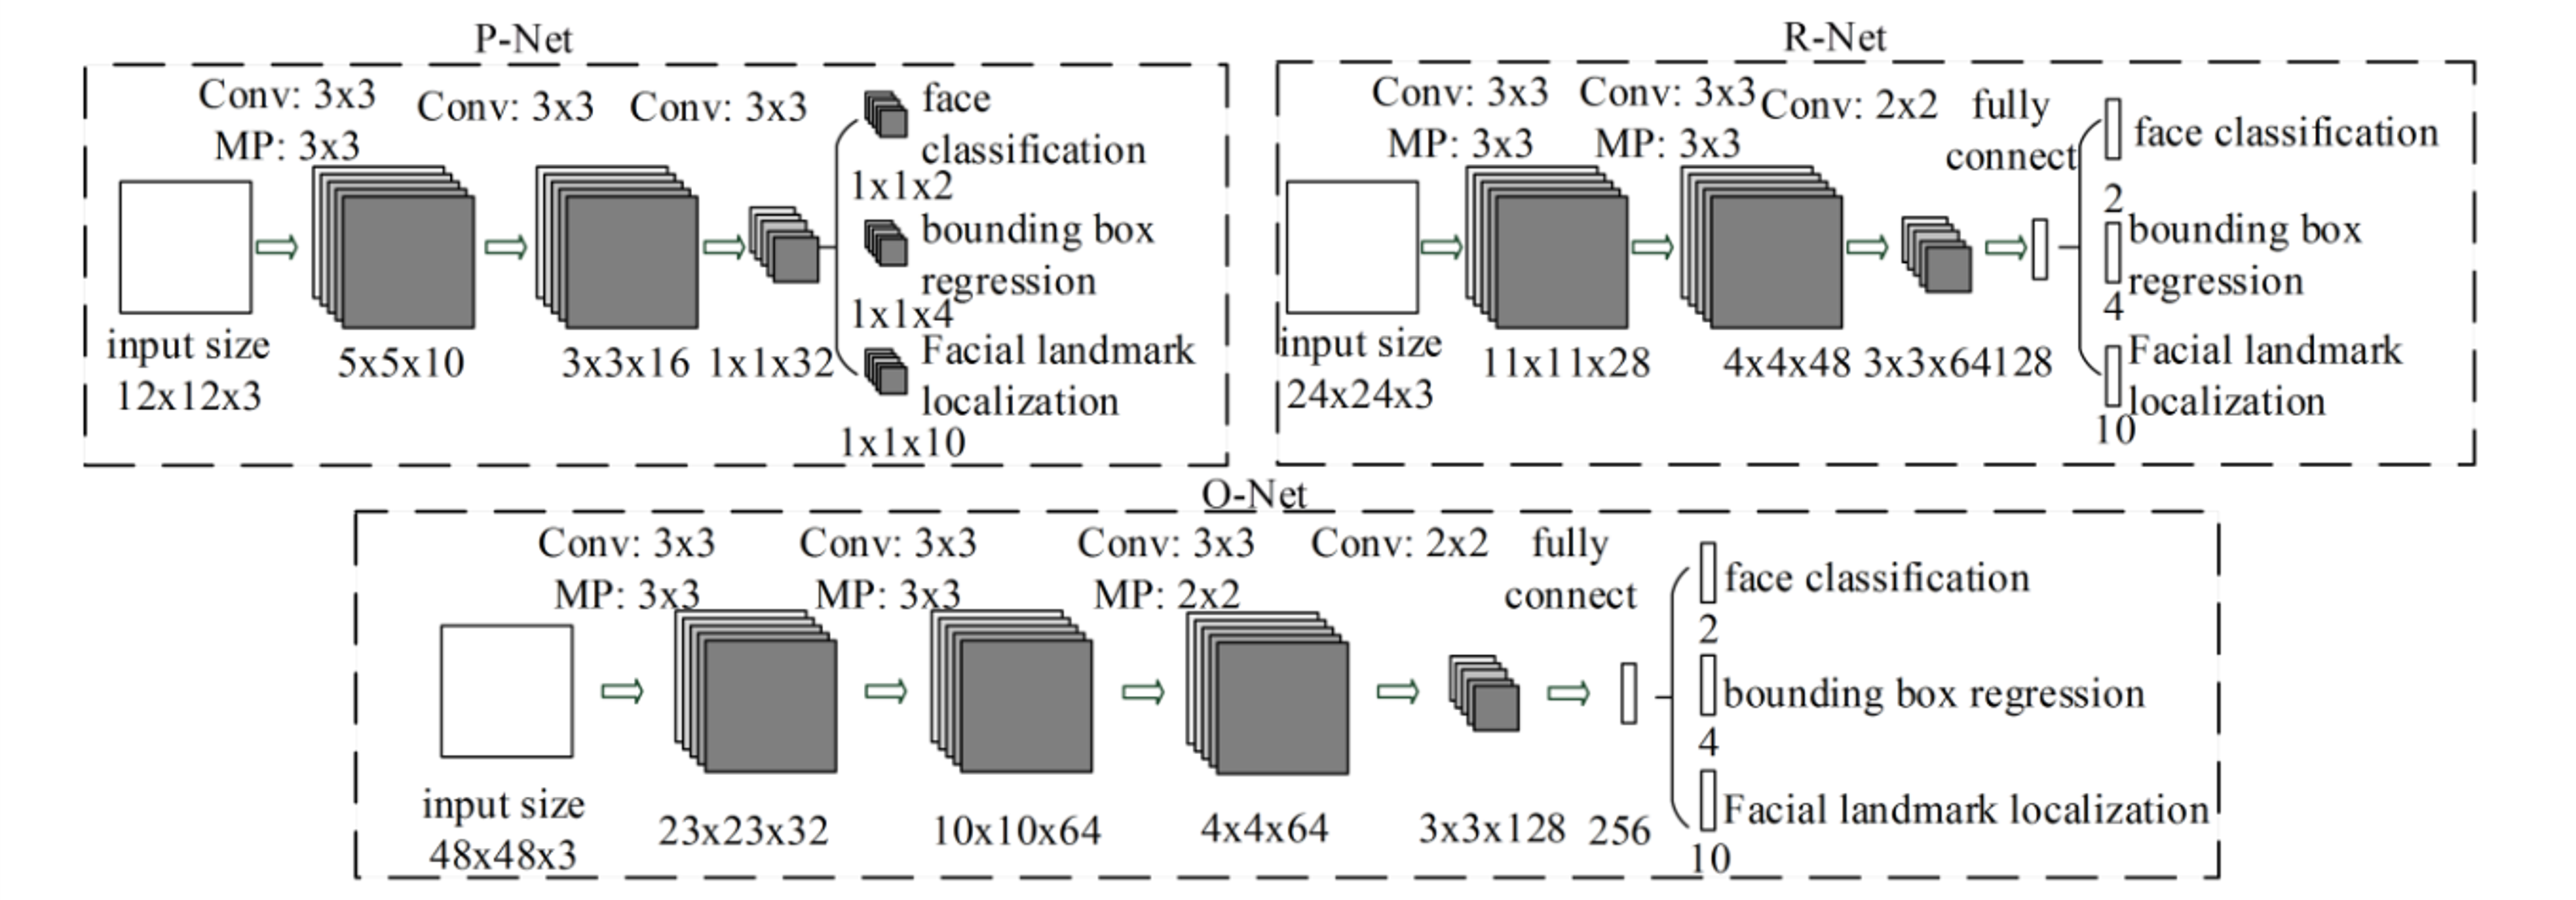 P-Net
Conv: 3x3
MP: 3x3
Conv: 3x3
Conv: 3x3
face
classification
1x1x2
bounding box
regression
1x1x4
Facial landmark
localization
1x1x10
input size
12x12x3
5x5x10
3x3x16
1x1x32
R-Net
Conv: 3x3
MP: 3x3
Conv: 3x3
MP: 3x3
Conv: 2x2
fully
connect
face classification
2
bounding box
regression
4
Facial landmark
localization
10
input size
24x24x3
11x11x28
4x4x48
3x3x64
128
O-Net
Conv: 3x3
MP: 3x3
Conv: 3x3
MP: 3x3
Conv: 3x3
MP: 2x2
Conv: 2x2
fully
connect
face classification
2
bounding box regression
4
Facial landmark localization
10
input size
48x48x3
23x23x32
10x10x64
4x4x64
3x3x128
256